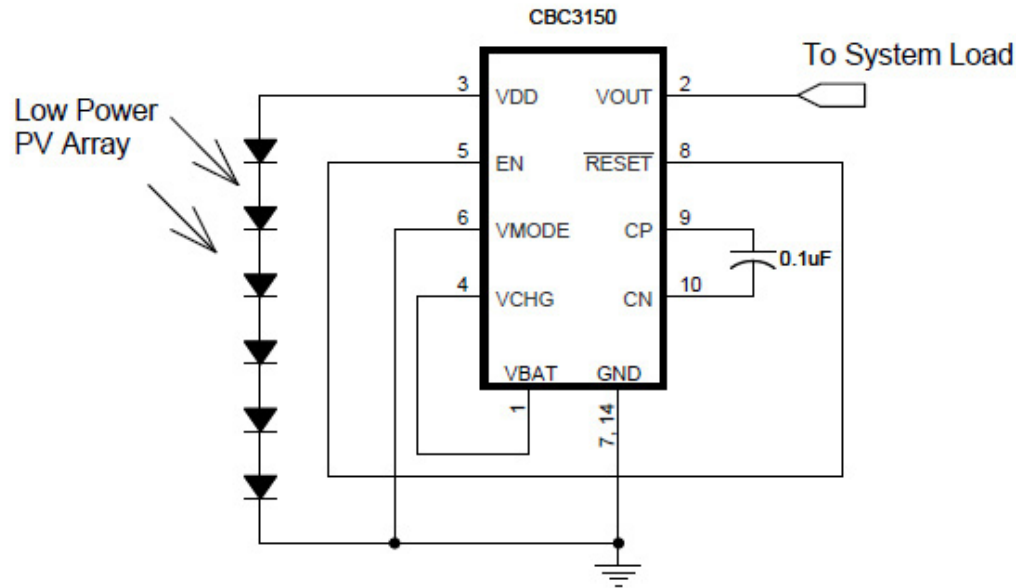 CBC3150
To System Load
Low Power
PV Array
3 VDD VOUT 2
5 EN RESET 8
6 VMODE CP 9
0.1uF
4 VCHG CN 10
VBAT GND
1 7, 14